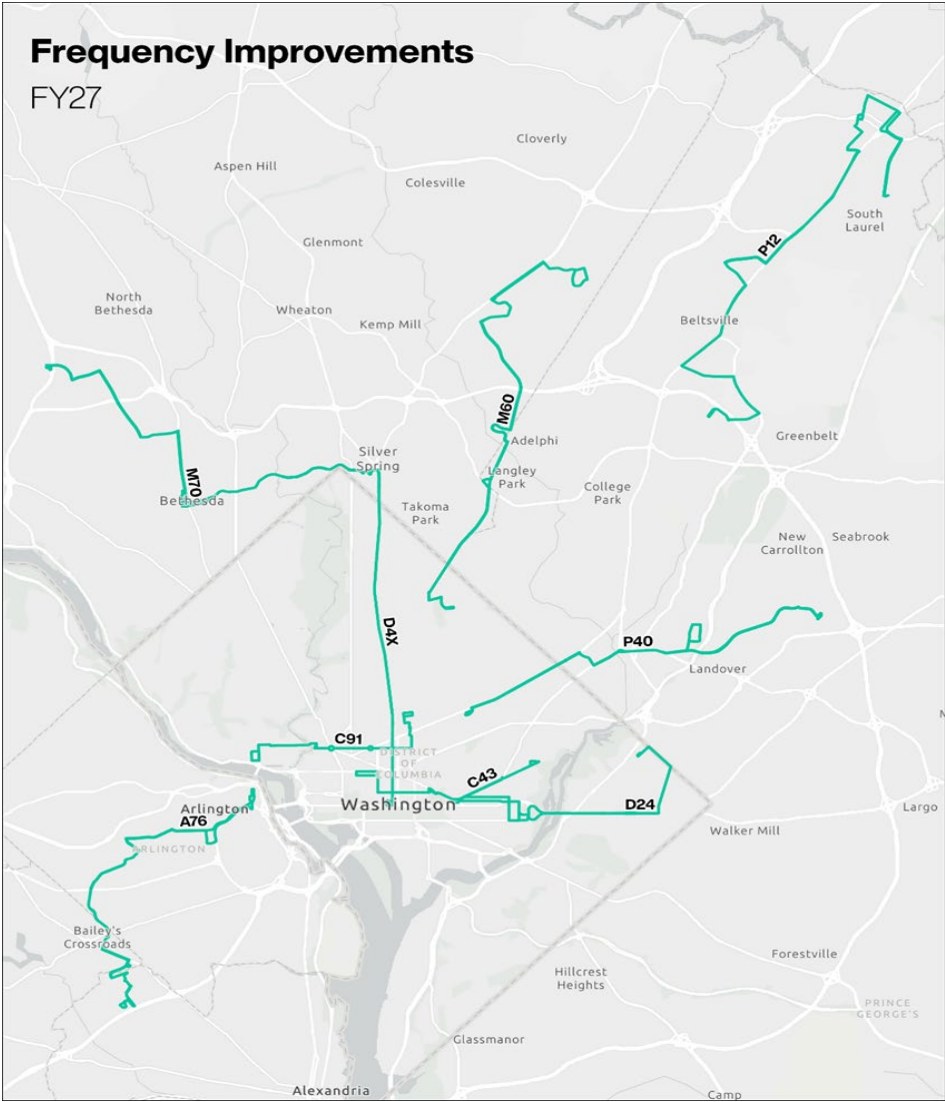 Frequency Improvements
FY27
Cloverly
Aspen Hill
Colesville
South
Laurel
Glenmont
P12
North
Bethesda
Wheaton
Kemp Mill
Beltsville
M60
Adelphi
Greenbelt
Silver
Spring
Langley
Park
M70
Bethesda
College
Park
Takoma
Park
New
Carrollton
Seabrook
D4X
P40
Landover
C91
DISTRICT
OF
COLUMBIA
C43
Washington
D24
Arlington
A76
ARLINGTON
Largo
Walker Mill
Bailey's
Crossroads
Forestville
Hillcrest
Heights
PRINCE
GEORGE'S
Glassmanor
Alexandria
Camp